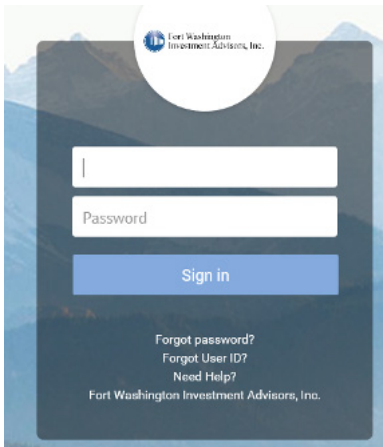 Fort Washington
Investment Advisors, Inc.
Password
Sign in
Forgot password?
Forgot User ID?
Need Help?
Fort Washington Investment Advisors, Inc.